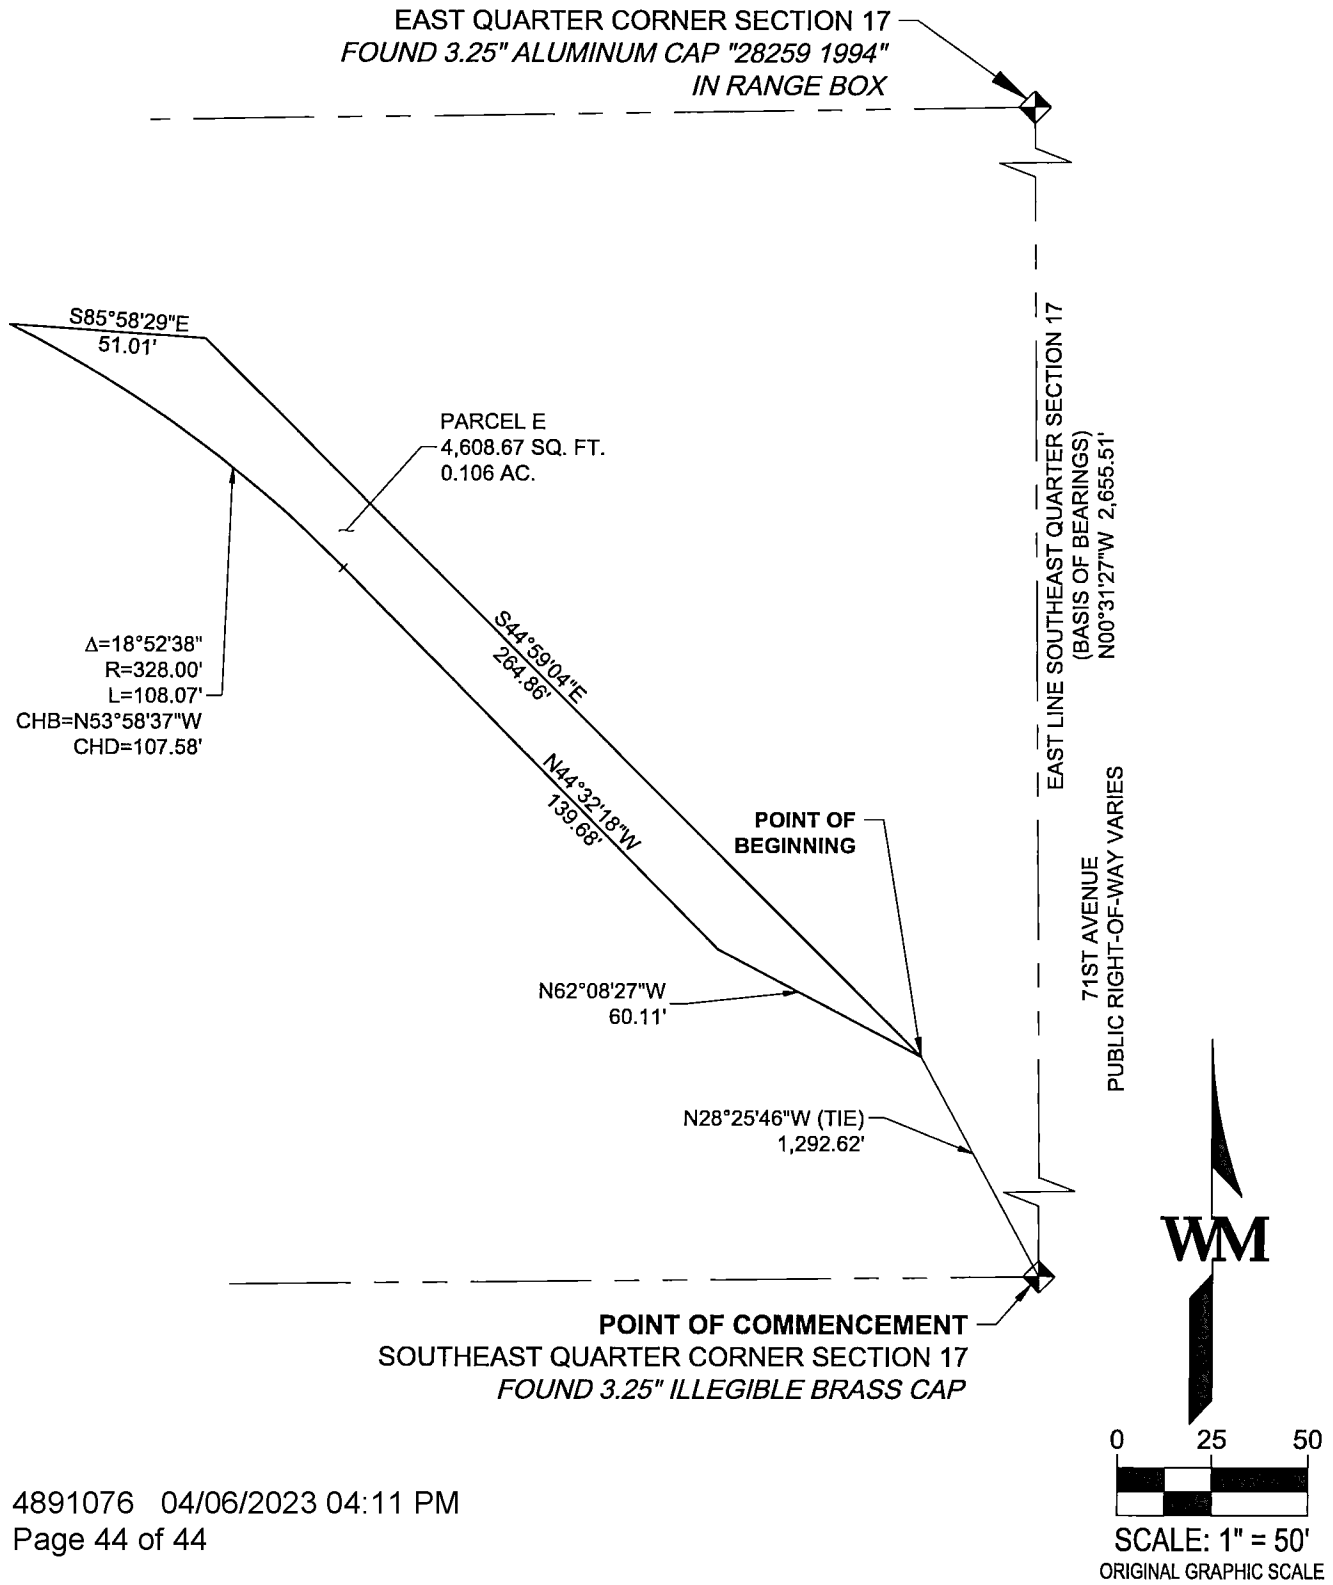 EAST QUARTER CORNER SECTION 17
FOUND 3.25" ALUMINUM CAP "28259 1994"
IN RANGE BOX
S85°58'29"E
51.01'
PARCEL E
4,608.67 SQ. FT.
0.106 AC.
EAST LINE SOUTHEAST QUARTER SECTION 17
(BASIS OF BEARINGS)
N00°31'27"W 2,655.51'
Δ=18°52'38"
R=328.00'
L=108.07'
CHB=N53°58'37"W
CHD=107.58'
S44°59'04"E
264.86'
N44°32'18"W
139.68'
POINT OF
BEGINNING
71ST AVENUE
PUBLIC RIGHT-OF-WAY VARIES
N62°08'27"W
60.11'
N28°25'46"W (TIE)
1,292.62'
WM
POINT OF COMMENCEMENT
SOUTHEAST QUARTER CORNER SECTION 17
FOUND 3.25" ILLEGIBLE BRASS CAP
0 25 50
SCALE: 1" = 50'
ORIGINAL GRAPHIC SCALE
4891076 04/06/2023 04:11 PM
Page 44 of 44